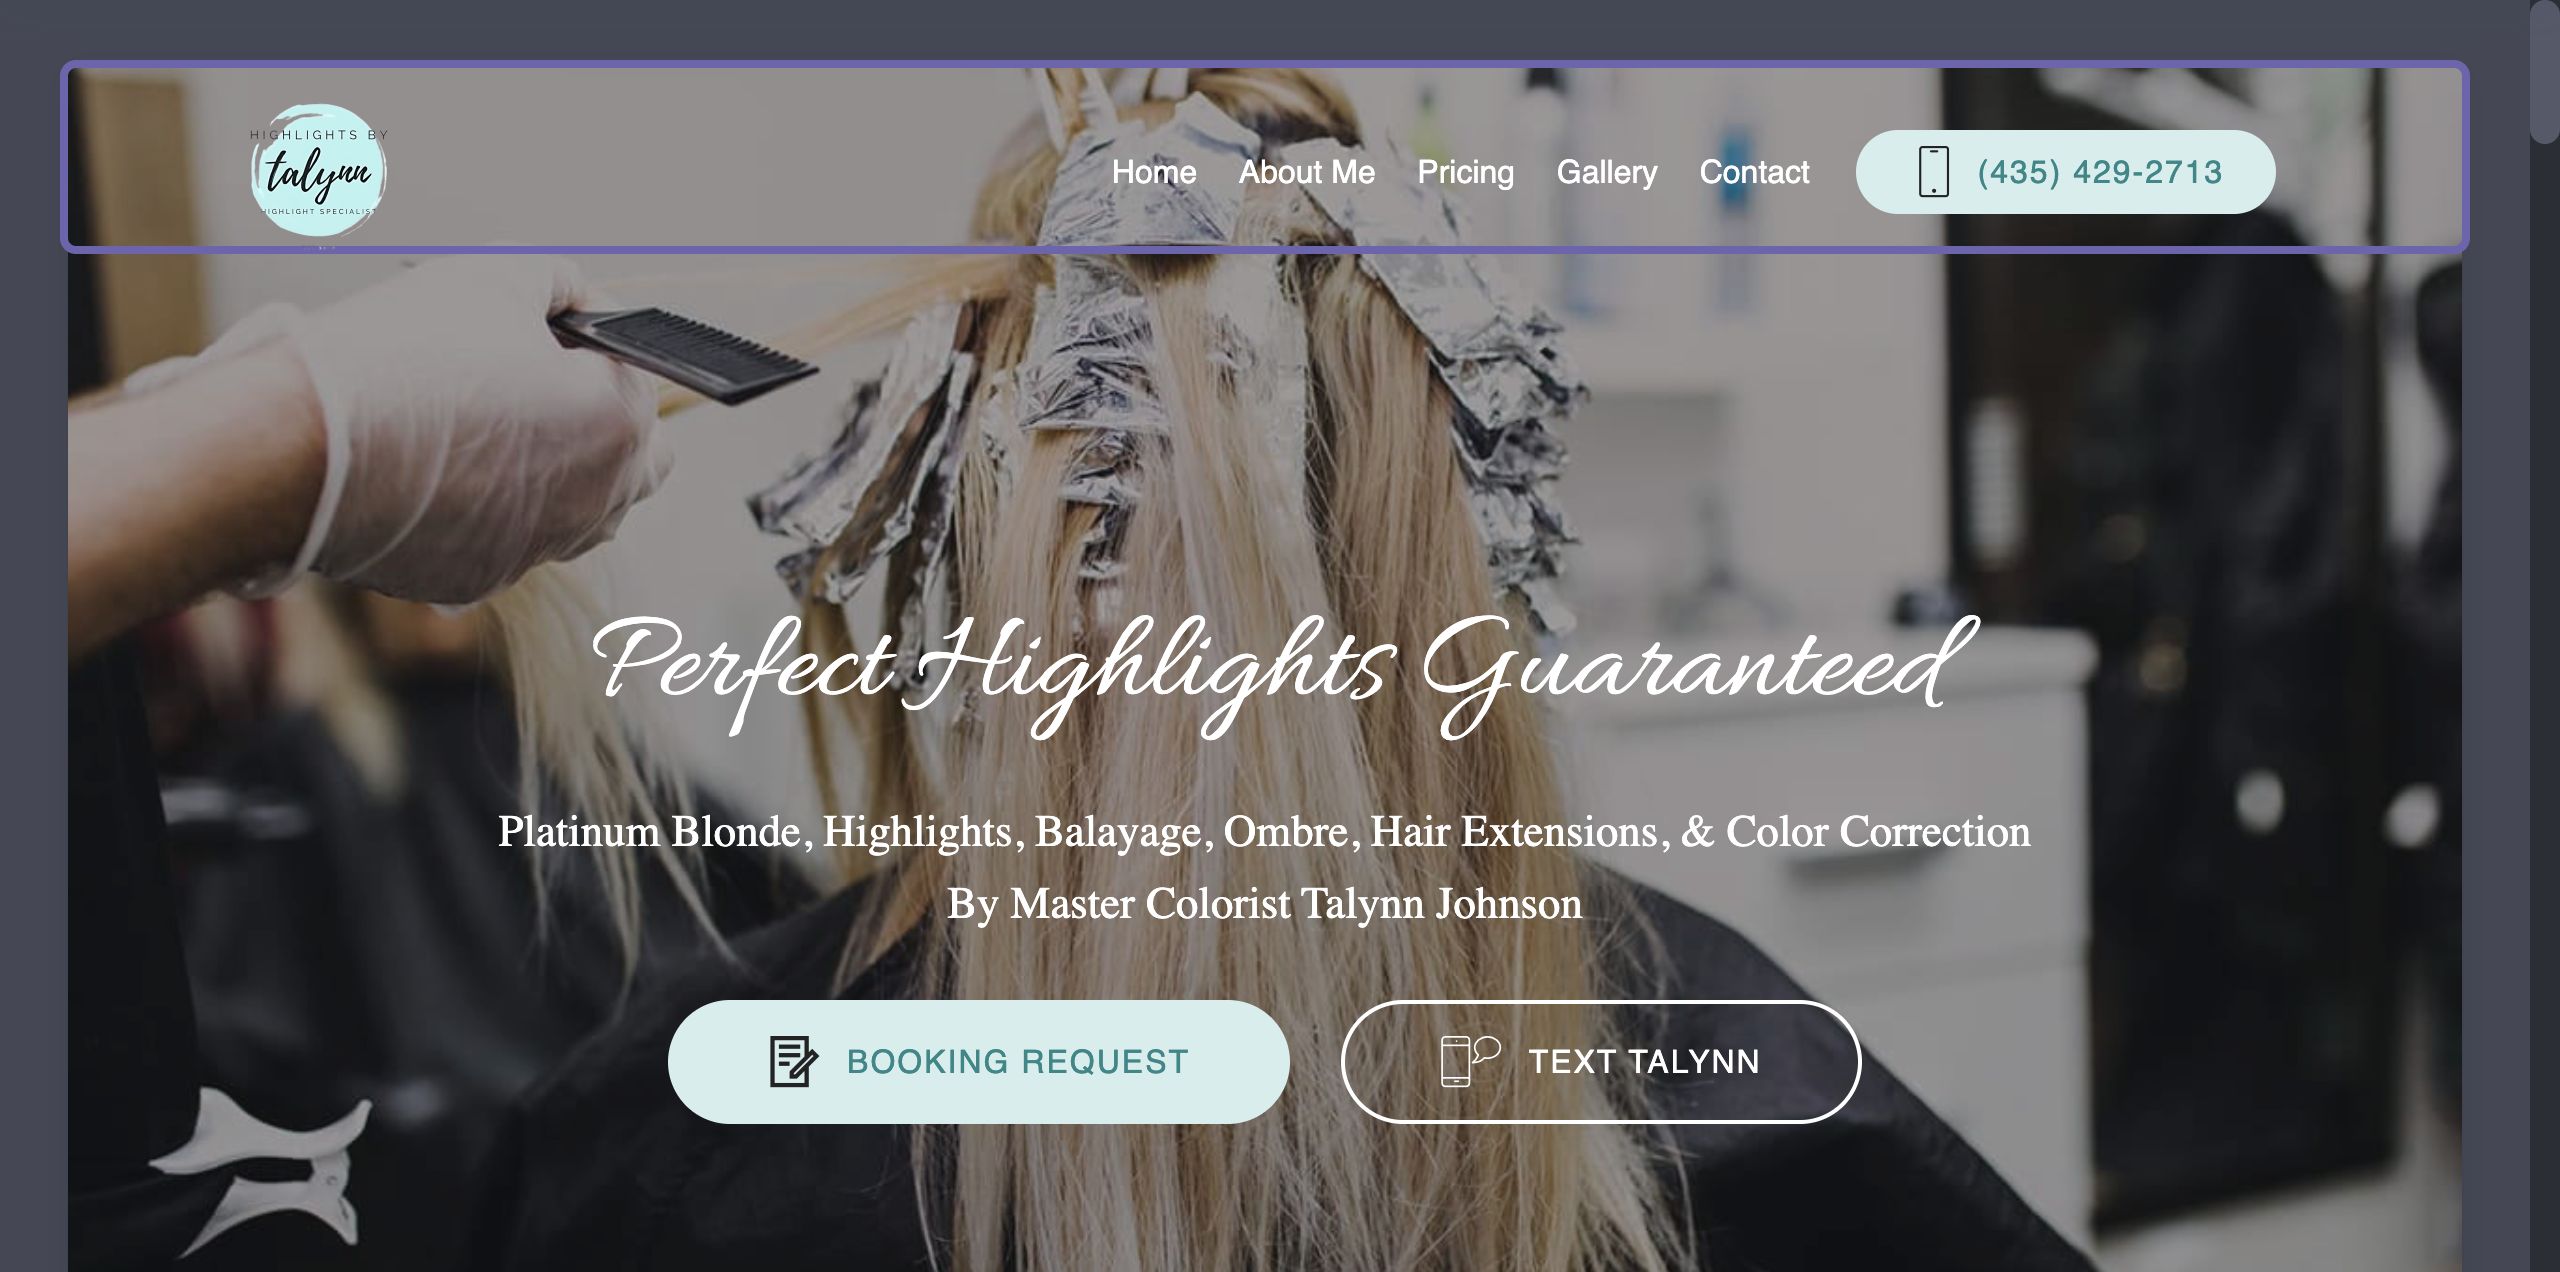 HIGHLIGHTS BY
talynn
HIGHLIGHT SPECIALIST
Home About Me Pricing Gallery Contact (435) 429-2713
Perfect Highlights Guaranteed
Platinum Blonde, Highlights, Balayage, Ombre, Hair Extensions, & Color Correction
By Master Colorist Talynn Johnson
BOOKING REQUEST TEXT TALYNN